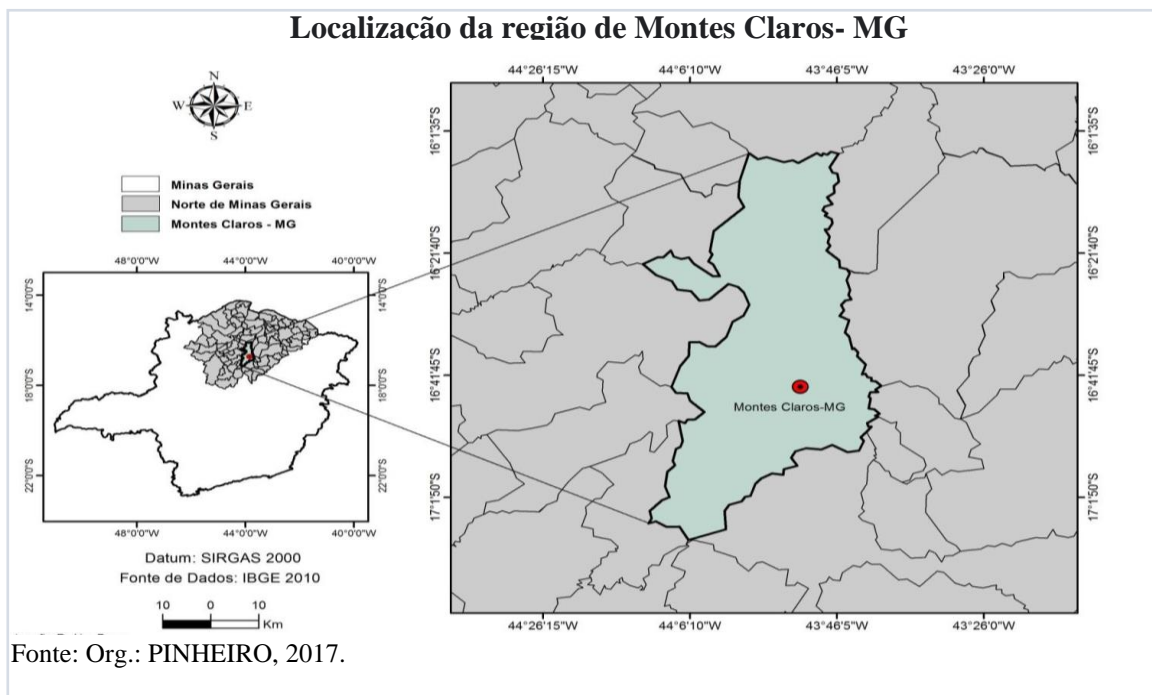 Localização da região de Montes Claros- MG
N
W E
S
Minas Gerais
Norte de Minas Gerais
Montes Claros - MG
48°0'0"W 44°0'0"W 40°0'0"W
14°0'0"S 14°0'0"S
18°0'0"S 18°0'0"S
22°0'0"S 22°0'0"S
48°0'0"W 44°0'0"W 40°0'0"W
Datum: SIRGAS 2000
Fonte de Dados: IBGE 2010
10 0 10
Km
44°26'15"W 44°6'10"W 43°46'5"W 43°26'0"W
16°1'35"S 16°1'35"S
16°21'40"S 16°21'40"S
16°41'45"S 16°41'45"S
Montes Claros-MG
17°1'50"S 17°1'50"S
44°26'15"W 44°6'10"W 43°46'5"W 43°26'0"W
Fonte: Org.: PINHEIRO, 2017.